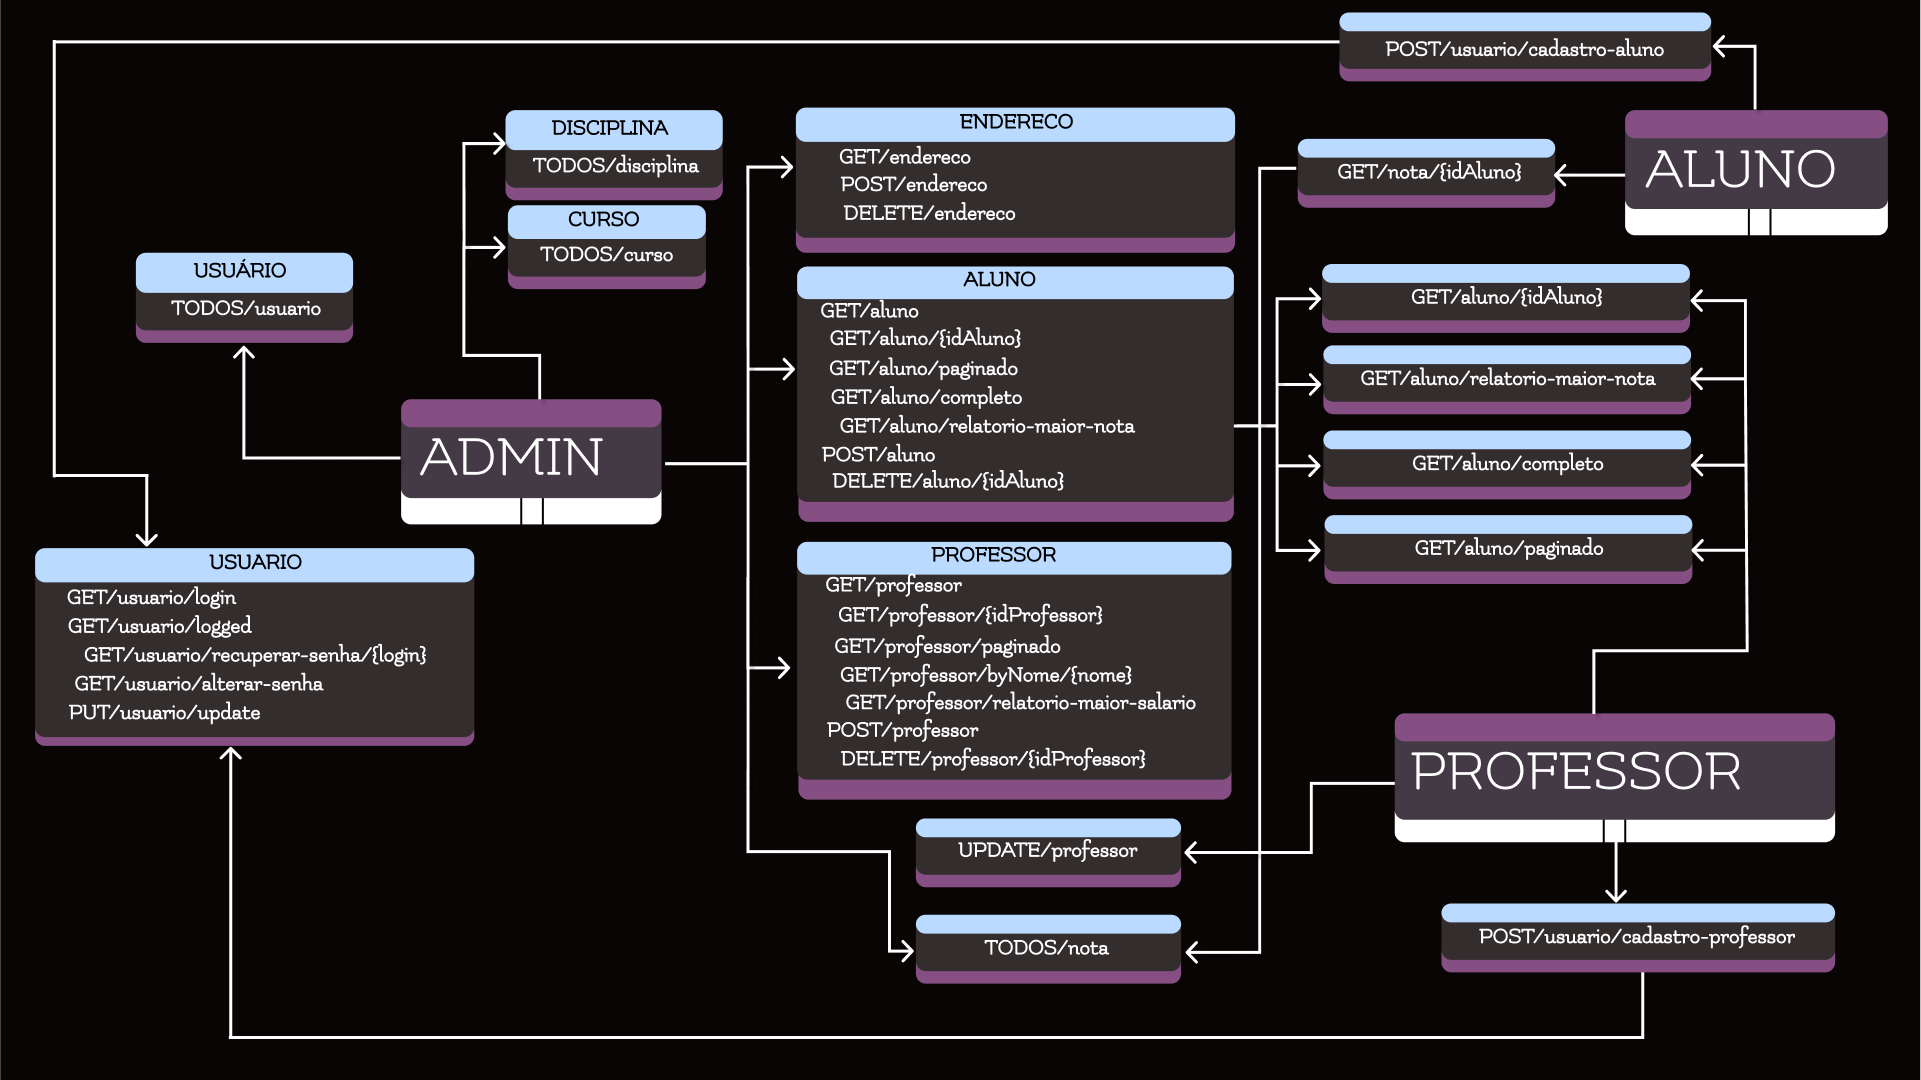 POST/usuario/cadastro-aluno
DISCIPLINA
TODOS/disciplina
CURSO
TODOS/curso
ENDERECO
GET/endereco
POST/endereco
DELETE/endereco
GET/nota/{idAluno}
ALUNO
USUÁRIO
TODOS/usuario
ALUNO
GET/aluno
GET/aluno/{idAluno}
GET/aluno/paginado
GET/aluno/completo
GET/aluno/relatorio-maior-nota
POST/aluno
DELETE/aluno/{idAluno}
GET/aluno/{idAluno}
GET/aluno/relatorio-maior-nota
GET/aluno/completo
GET/aluno/paginado
ADMIN
USUARIO
GET/usuario/login
GET/usuario/logged
GET/usuario/recuperar-senha/{login}
GET/usuario/alterar-senha
PUT/usuario/update
PROFESSOR
GET/professor
GET/professor/{idProfessor}
GET/professor/paginado
GET/professor/byNome/{nome}
GET/professor/relatorio-maior-salario
POST/professor
DELETE/professor/{idProfessor}
PROFESSOR
UPDATE/professor
TODOS/nota
POST/usuario/cadastro-professor